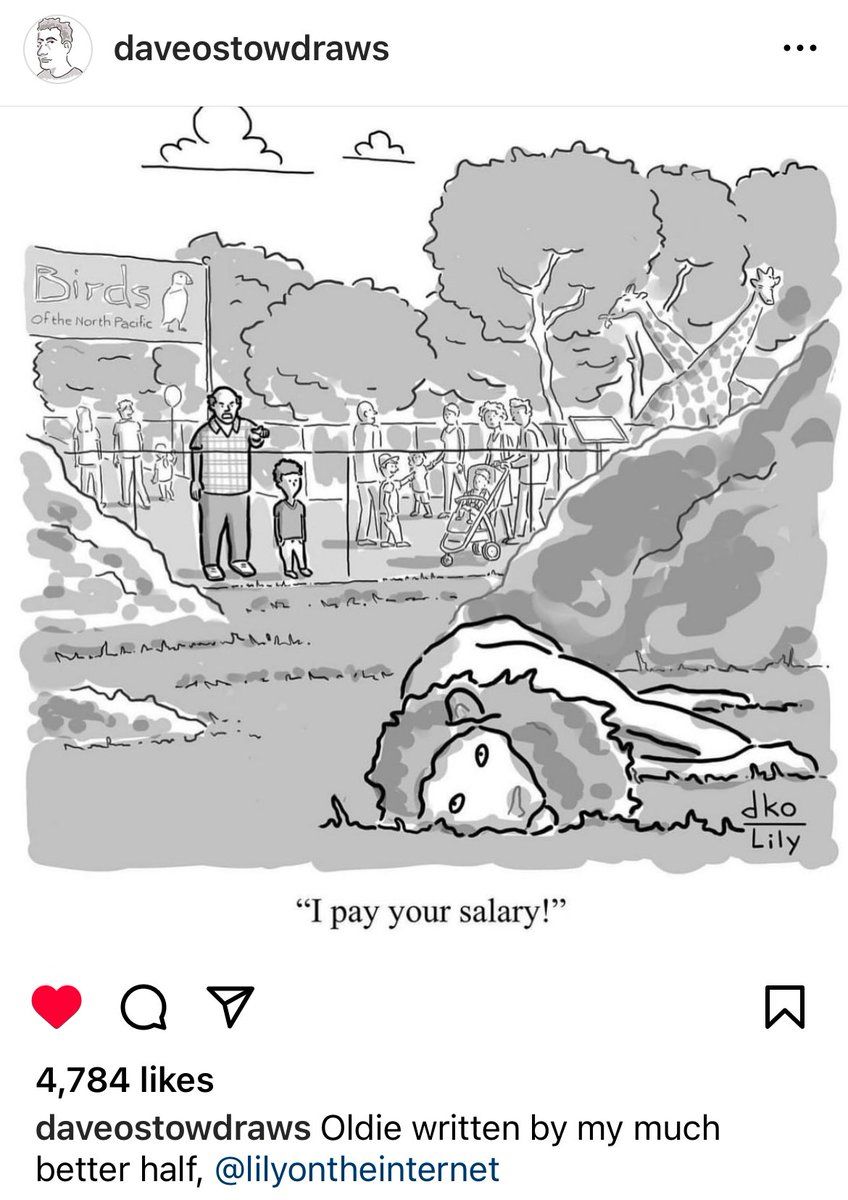 daveostowdraws
Birds
Of the North Pacific
dko
Lily
“I pay your salary!”
4,784 likes
daveostowdraws Oldie written by my much
better half, @lilyontheinternet